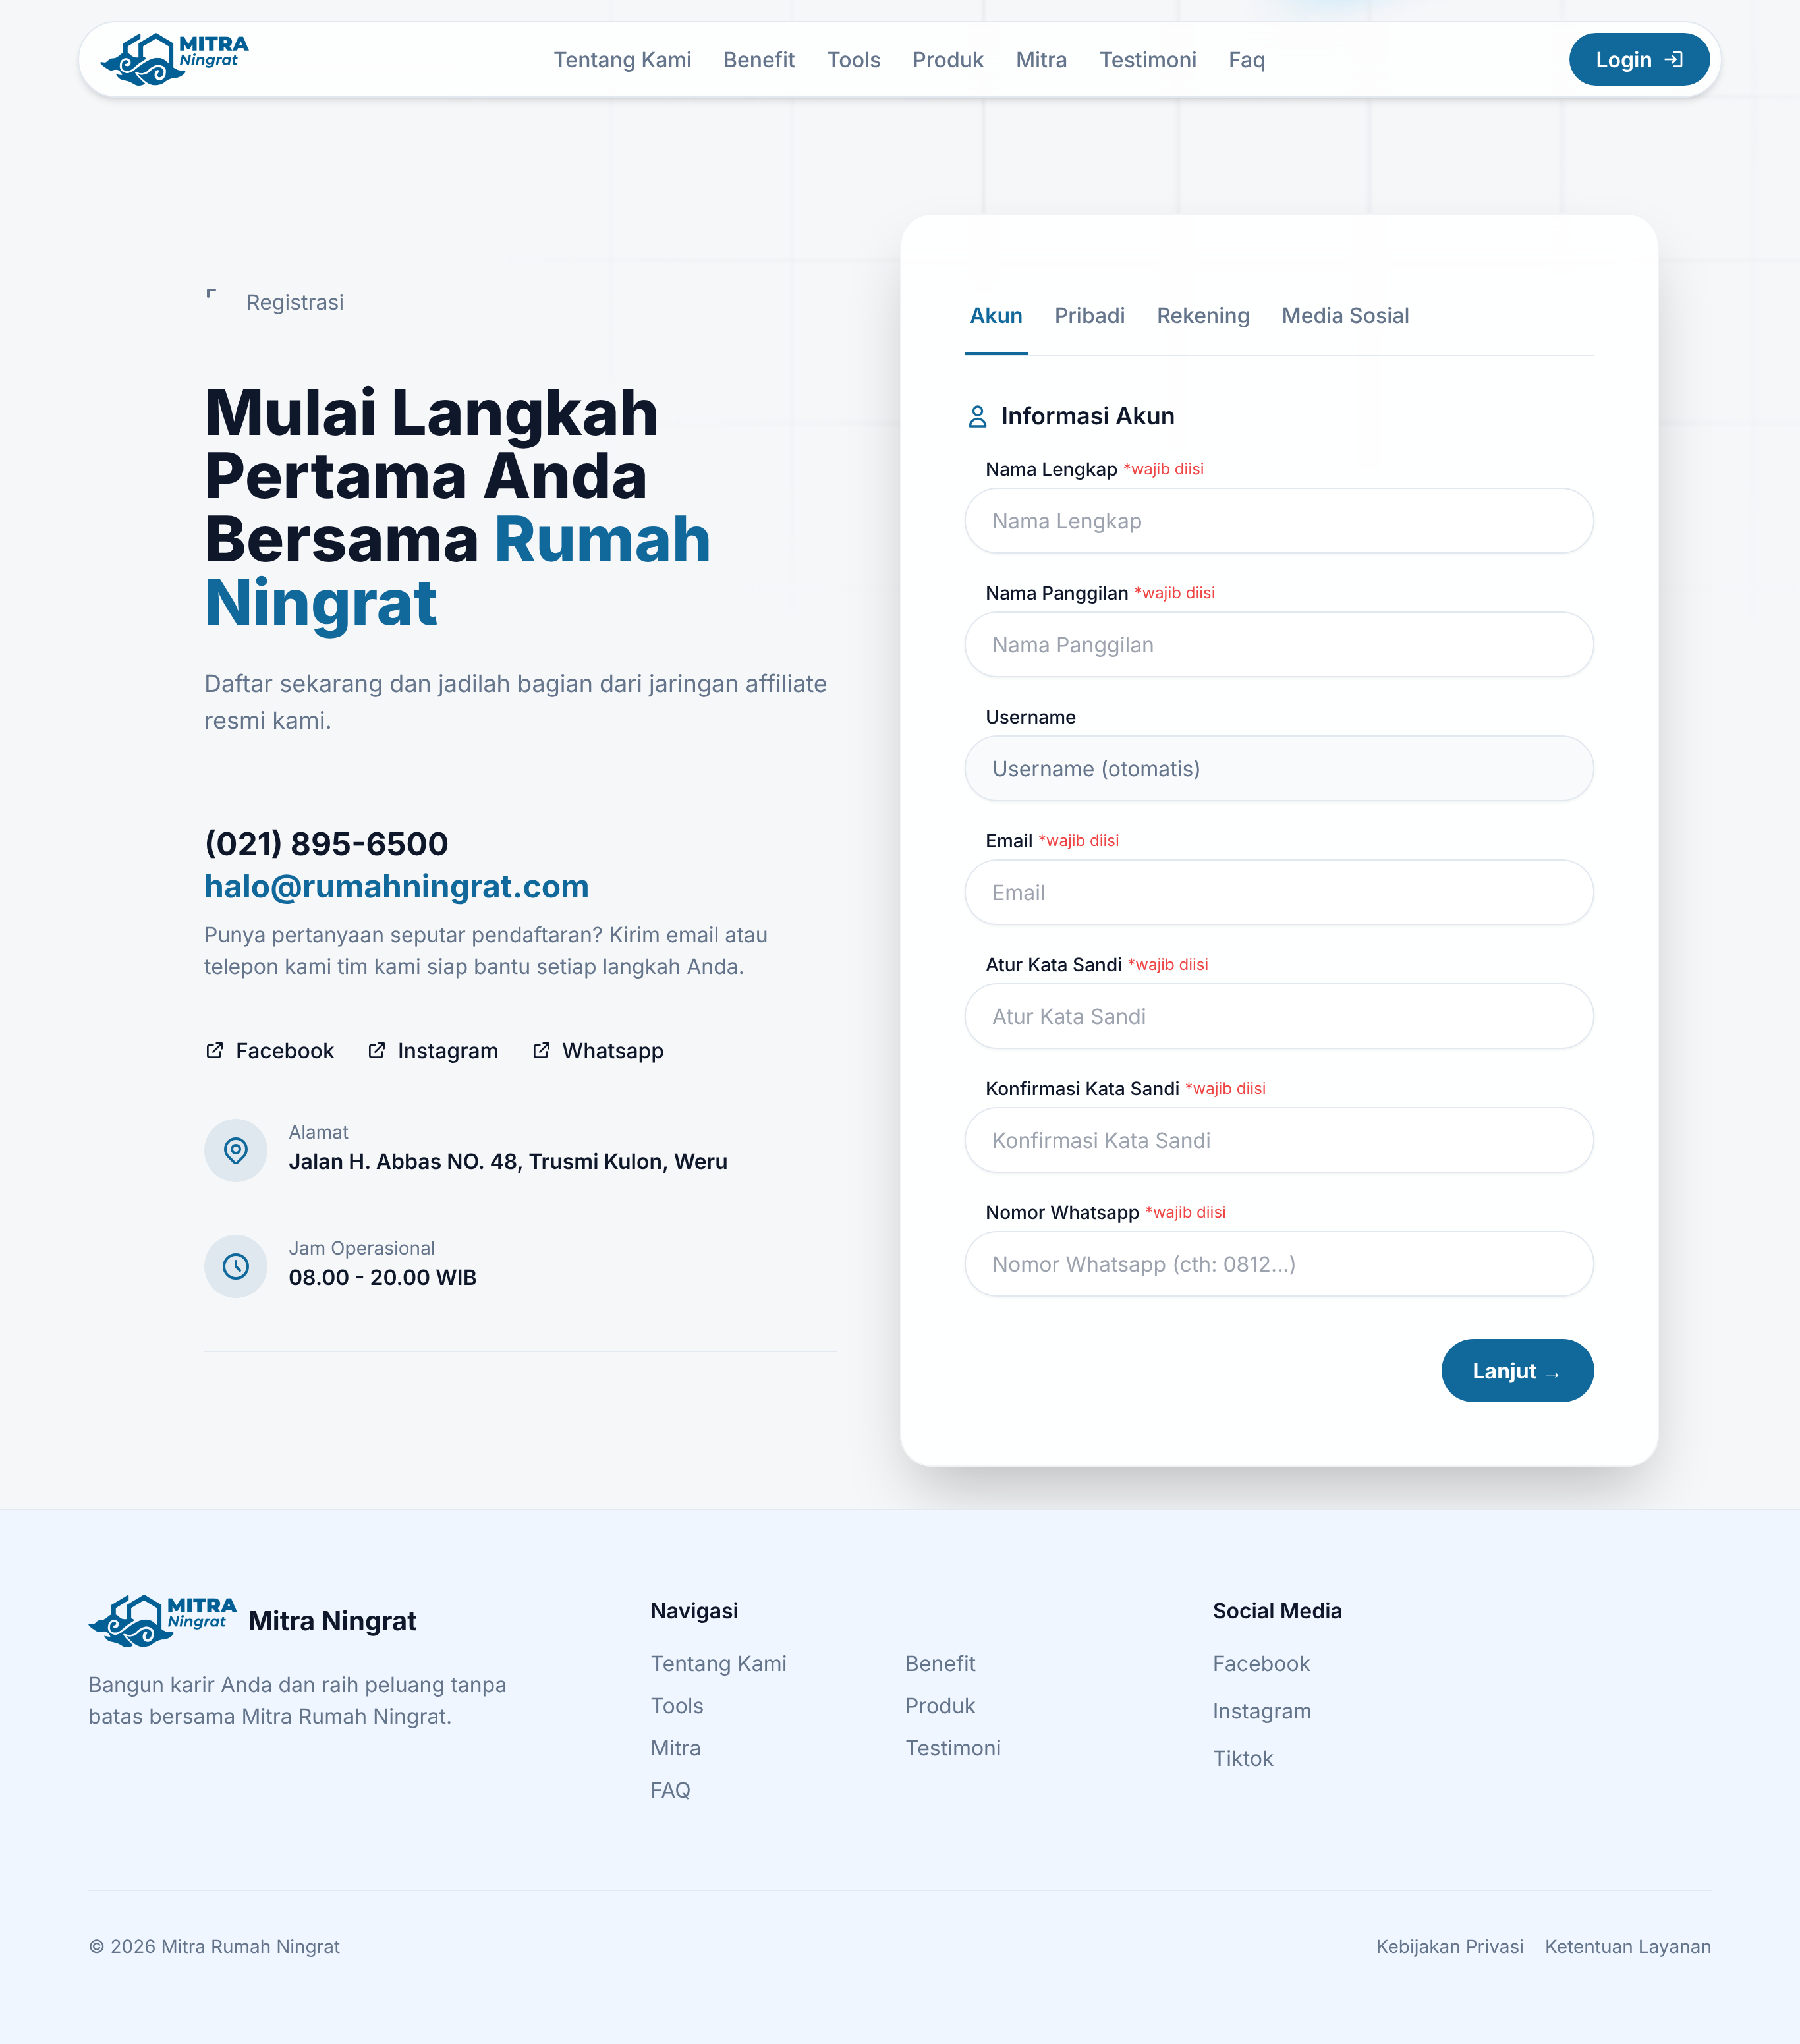 MITRA
Ningrat
Tentang Kami
Benefit
Tools
Produk
Mitra
Testimoni
Faq
Login
Registrasi
Mulai Langkah
Pertama Anda
Bersama Rumah
Ningrat
Daftar sekarang dan jadilah bagian dari jaringan affiliate
resmi kami.
(021) 895-6500
halo@rumahningrat.com
Punya pertanyaan seputar pendaftaran? Kirim email atau
telepon kami tim kami siap bantu setiap langkah Anda.
Facebook
Instagram
Whatsapp
Alamat
Jalan H. Abbas NO. 48, Trusmi Kulon, Weru
Jam Operasional
08.00 - 20.00 WIB
Akun
Pribadi
Rekening
Media Sosial
Informasi Akun
Nama Lengkap *wajib diisi
Nama Lengkap
Nama Panggilan *wajib diisi
Nama Panggilan
Username
Username (otomatis)
Email *wajib diisi
Email
Atur Kata Sandi *wajib diisi
Atur Kata Sandi
Konfirmasi Kata Sandi *wajib diisi
Konfirmasi Kata Sandi
Nomor Whatsapp *wajib diisi
Nomor Whatsapp (cth: 0812...)
Lanjut →
MITRA
Ningrat
Mitra Ningrat
Bangun karir Anda dan raih peluang tanpa
batas bersama Mitra Rumah Ningrat.
Navigasi
Tentang Kami
Benefit
Tools
Produk
Mitra
Testimoni
FAQ
Social Media
Facebook
Instagram
Tiktok
© 2026 Mitra Rumah Ningrat
Kebijakan Privasi
Ketentuan Layanan